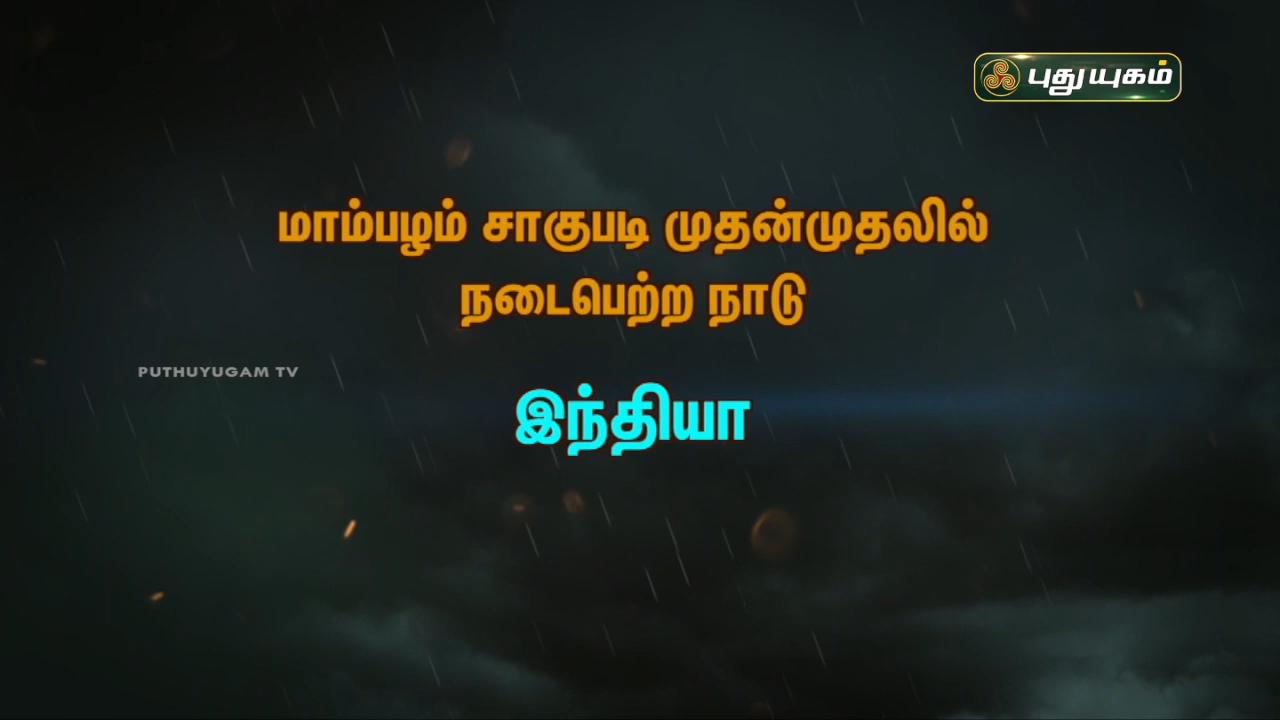 புதுயுகம்
மாம்பழம் சாகுபடி முதன்முதலில்
நடைபெற்ற நாடு
PUTHUYUGAM TV
இந்தியா